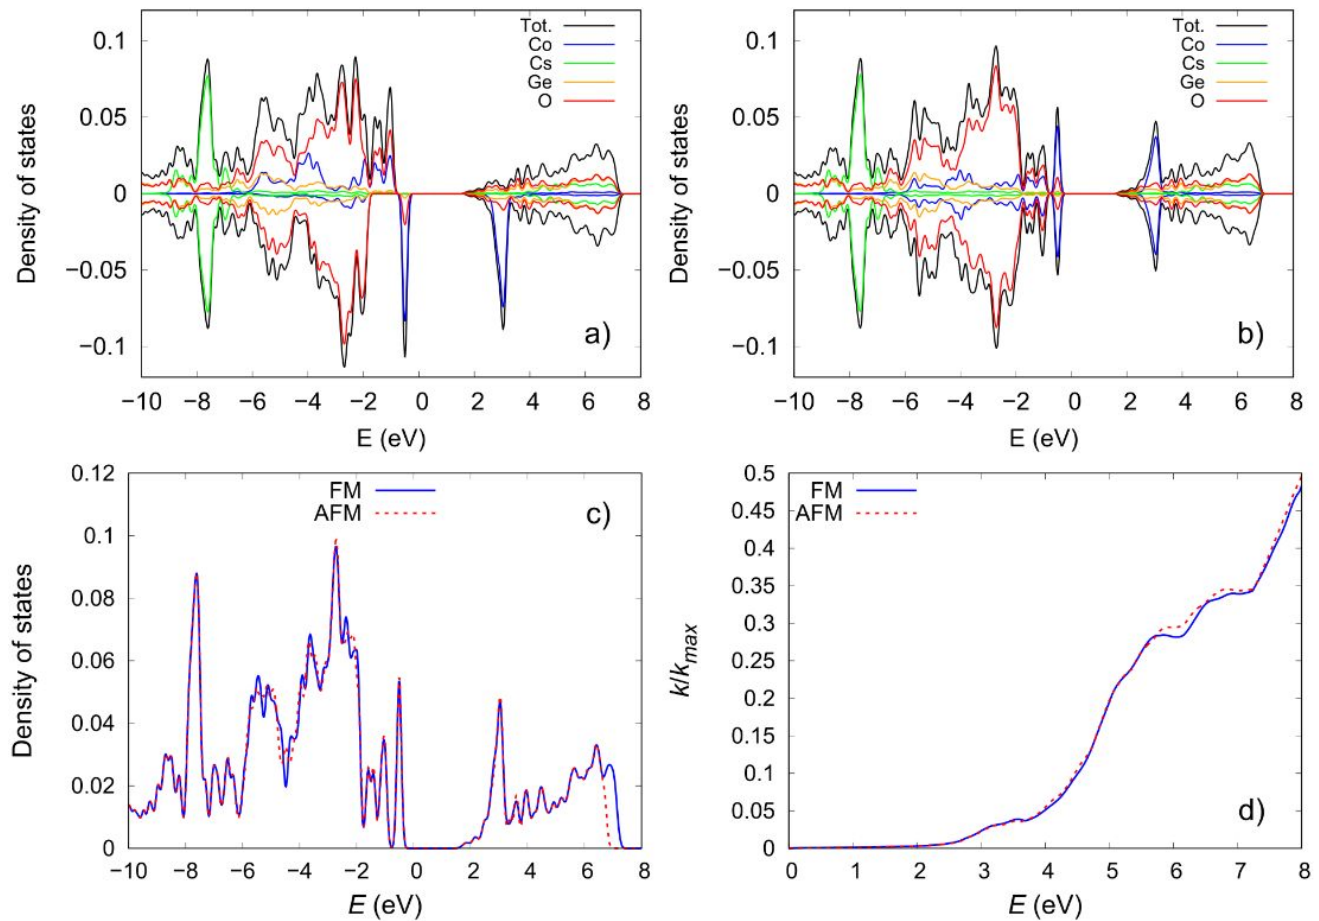 Density of states
0.1
0.05
0
−0.05
−0.1
Tot.
Co
Cs
Ge
O
a)
−10 −8 −6 −4 −2 0 2 4 6 8
E (eV)
Density of states
0.1
0.05
0
−0.05
−0.1
Tot.
Co
Cs
Ge
O
b)
−10 −8 −6 −4 −2 0 2 4 6 8
E (eV)
Density of states
0.12
0.1
0.08
0.06
0.04
0.02
0
FM
AFM
c)
−10 −8 −6 −4 −2 0 2 4 6 8
E (eV)
k/kmax
0.5
0.45
0.4
0.35
0.3
0.25
0.2
0.15
0.1
0.05
0
FM
AFM
d)
0 1 2 3 4 5 6 7 8
E (eV)